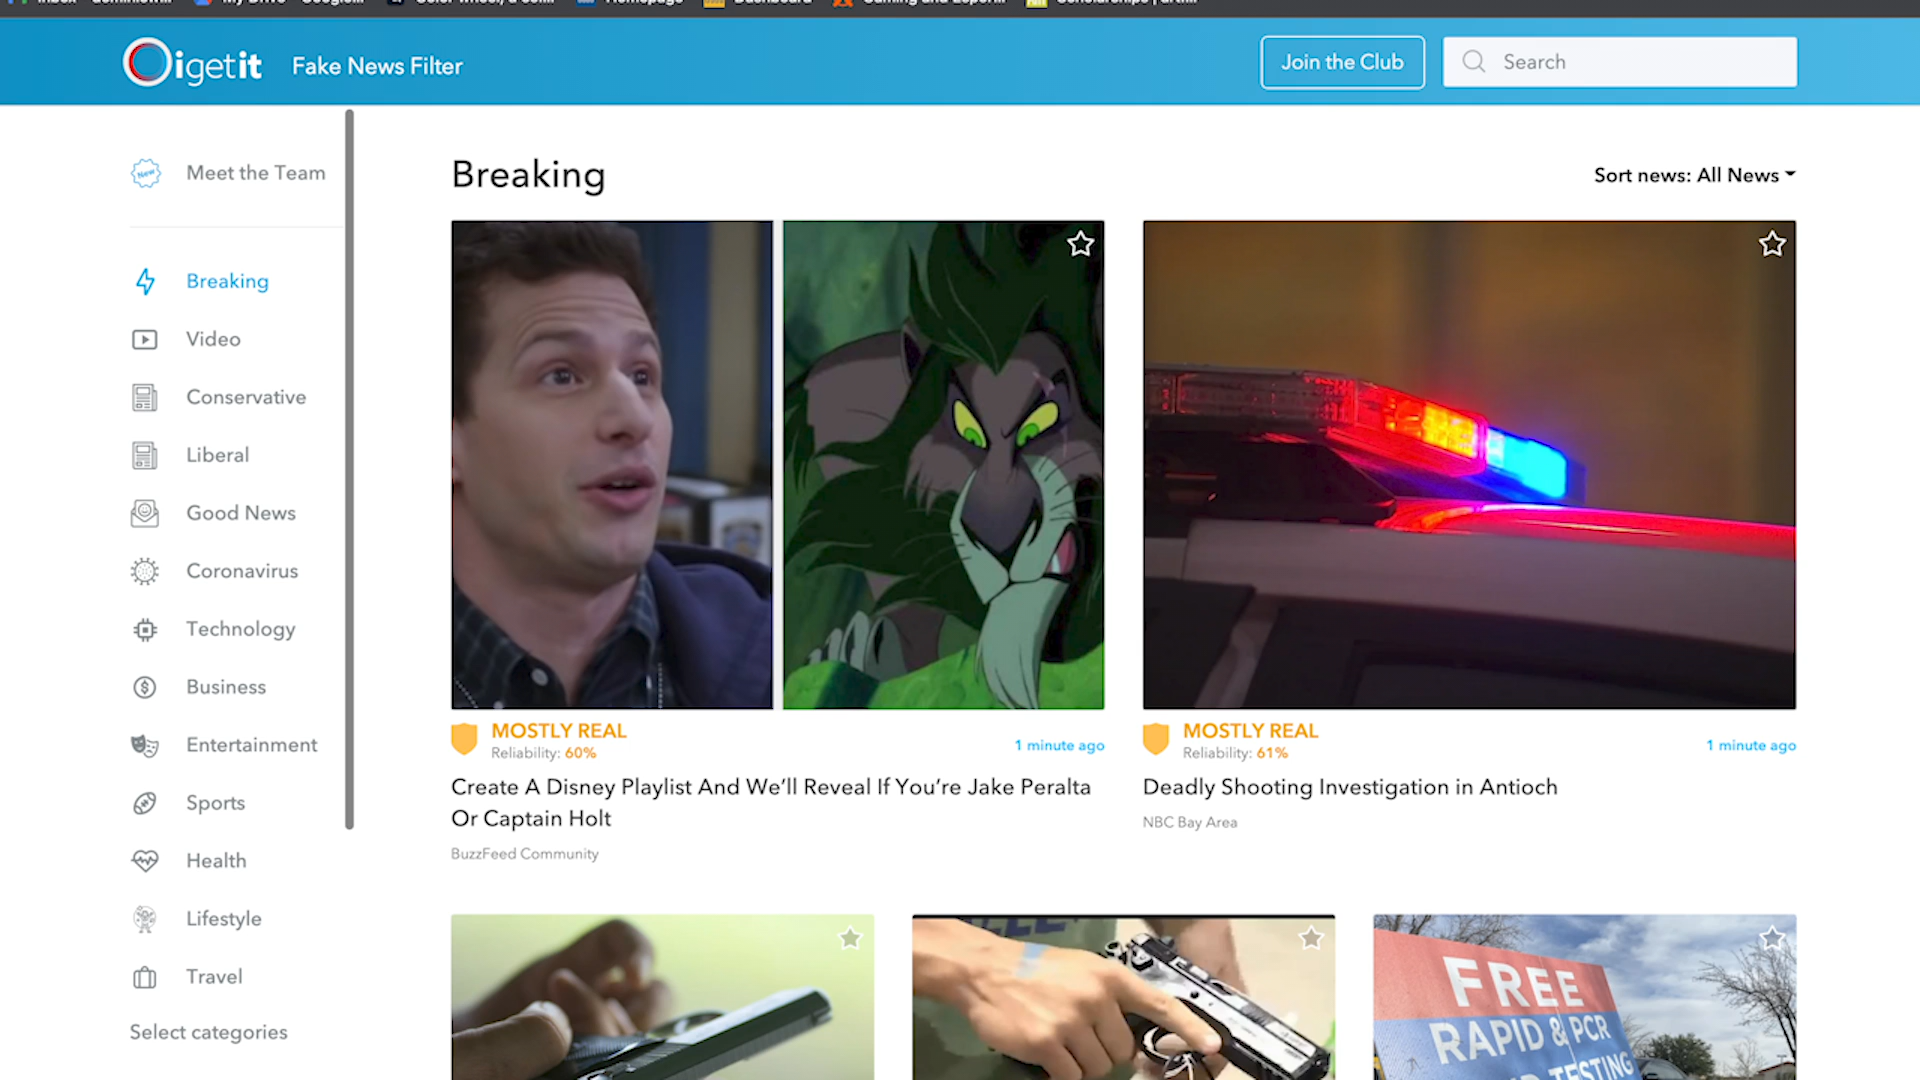 Oigetit
Fake News Filter
Join the Club
Search
New
Meet the Team
Breaking
Video
Conservative
Liberal
Good News
Coronavirus
Technology
Business
Entertainment
Sports
Health
Lifestyle
Travel
Select categories
Breaking
Sort news: All News
MOSTLY REAL
Reliability: 60%
1 minute ago
Create A Disney Playlist And We’ll Reveal If You’re Jake Peralta
Or Captain Holt
BuzzFeed Community
MOSTLY REAL
Reliability: 61%
1 minute ago
Deadly Shooting Investigation in Antioch
NBC Bay Area
FREE
RAPID & PCR
TESTING